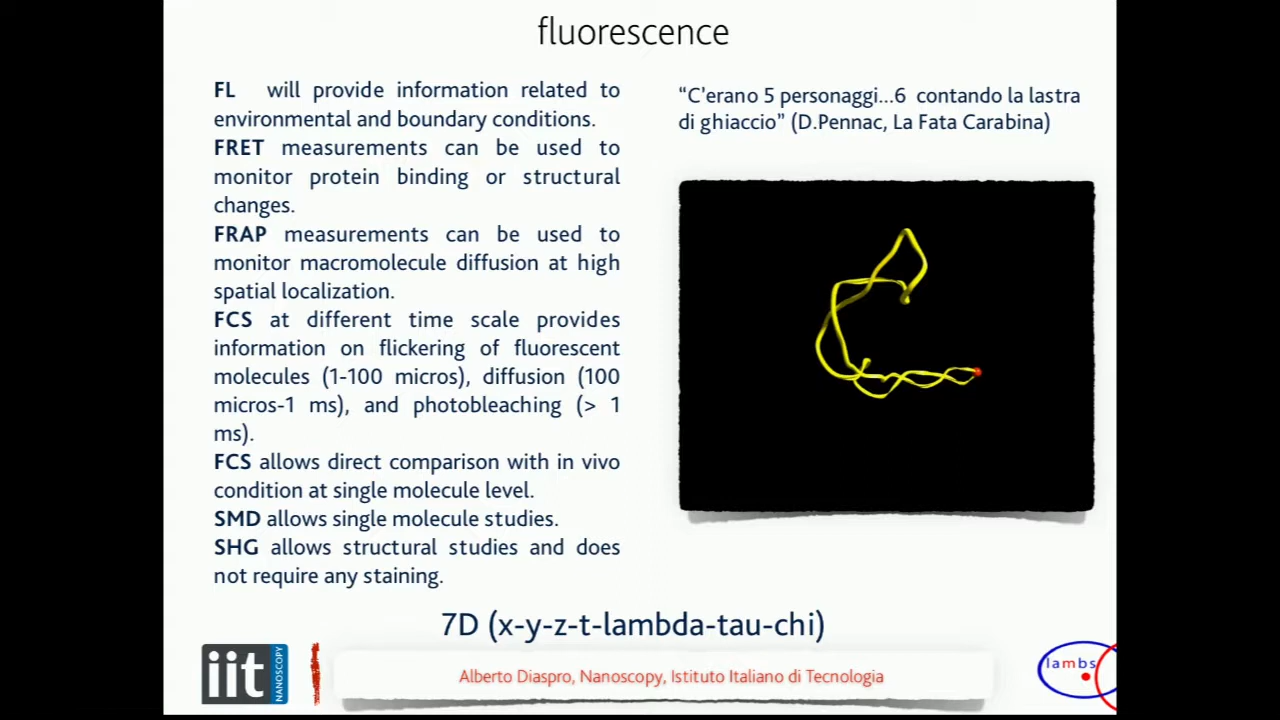 fluorescence
FL will provide information related to
environmental and boundary conditions.
FRET measurements can be used to
monitor protein binding or structural
changes.
FRAP measurements can be used to
monitor macromolecule diffusion at high
spatial localization.
FCS at different time scale provides
information on flickering of fluorescent
molecules (1-100 micros), diffusion (100
micros-1 ms), and photobleaching (> 1
ms).
FCS allows direct comparison with in vivo
condition at single molecule level.
SMD allows single molecule studies.
SHG allows structural studies and does
not require any staining.
“C'erano 5 personaggi...6 contando la lastra
di ghiaccio” (D.Pennac, La Fata Carabina)
7D (x-y-z-t-lambda-tau-chi)
iit
NANOSCOPY
Alberto Diaspro, Nanoscopy, Istituto Italiano di Tecnologia
lambs